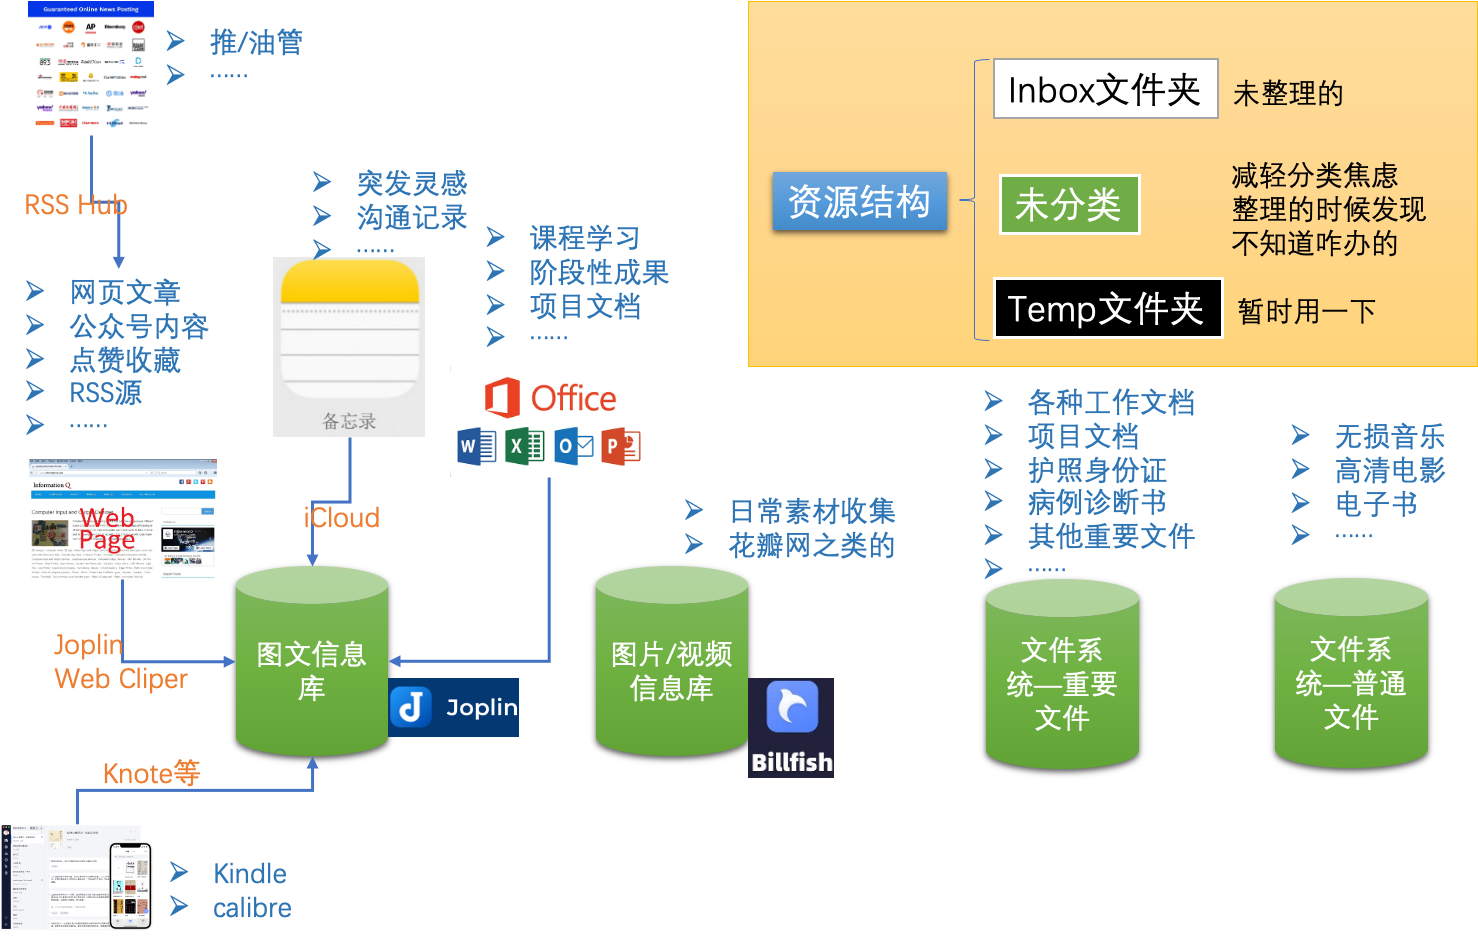 Guaranteed Online News Posting
AP
Bloomberg
推/油管
……
RSS Hub
网页文章
公众号内容
点赞收藏
RSS源
……
突发灵感
沟通记录
……
备忘录
iCloud
课程学习
阶段性成果
项目文档
……
Office
W
X
O
P
Information Q
Computer Input and
Web
Page
Joplin
Web Cliper
图文信息
库
Joplin
Knote等
Kindle
calibre
日常素材收集
花瓣网之类的
图片/视频
信息库
Billfish
资源结构
Inbox文件夹
未整理的
未分类
减轻分类焦虑
整理的时候发现
不知道咋办的
Temp文件夹
暂时用一下
各种工作文档
项目文档
护照身份证
病例诊断书
其他重要文件
……
文件系
统—重要
文件
无损音乐
高清电影
电子书
……
文件系
统—普通
文件